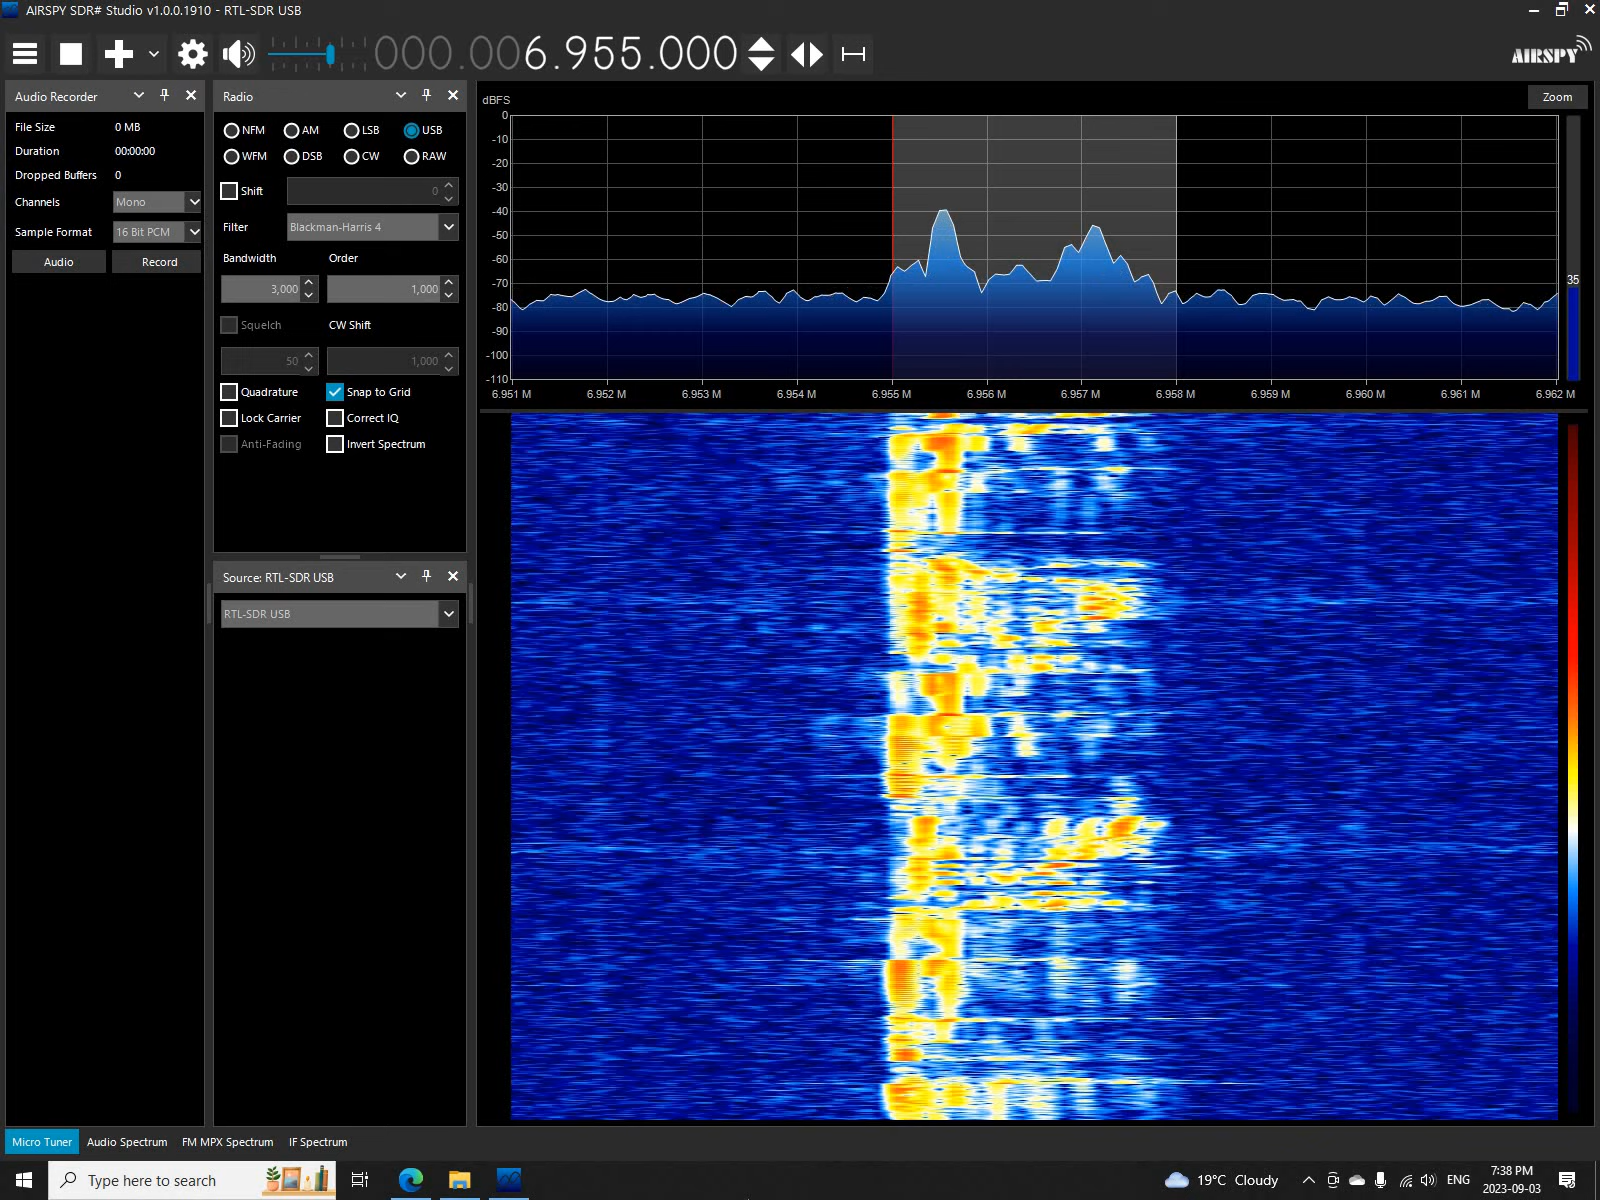 AIRSPY SDR# Studio v1.0.0.1910 - RTL-SDR USB
000.006.955.000
AIRSPY
Audio Recorder
File Size 0 MB
Duration 00:00:00
Dropped Buffers 0
Channels Mono
Sample Format 16 Bit PCM
Audio Record
Radio
NFM AM LSB USB
WFM DSB CW RAW
Shift 0
Filter Blackman-Harris 4
Bandwidth Order
3,000 1,000
Squelch CW Shift
50 1,000
Quadrature Snap to Grid
Lock Carrier Correct IQ
Anti-Fading Invert Spectrum
Source: RTL-SDR USB
RTL-SDR USB
dBFS
Zoom
0
-10
-20
-30
-40
-50
-60
-70
-80
-90
-100
-110
35
6.951 M 6.952 M 6.953 M 6.954 M 6.955 M 6.956 M 6.957 M 6.958 M 6.959 M 6.960 M 6.961 M 6.962 M
Micro Tuner Audio Spectrum FM MPX Spectrum IF Spectrum
Type here to search
19°C Cloudy
ENG
7:38 PM
2023-09-03